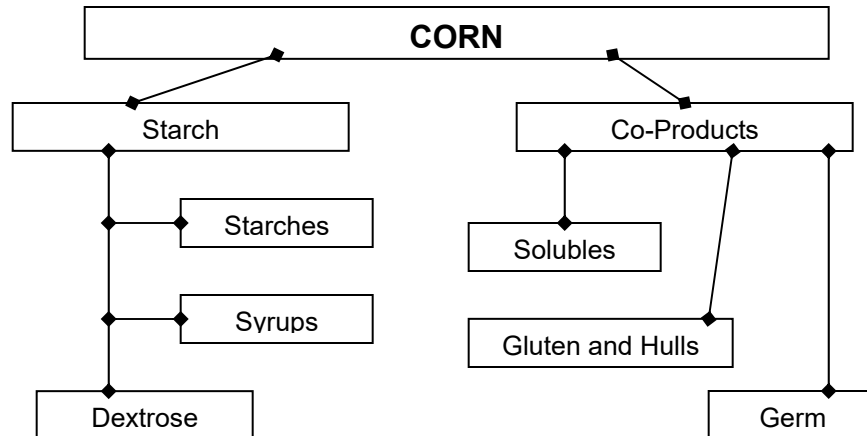 CORN
Starch
Co-Products
Starches
Solubles
Syrups
Gluten and Hulls
Dextrose
Germ